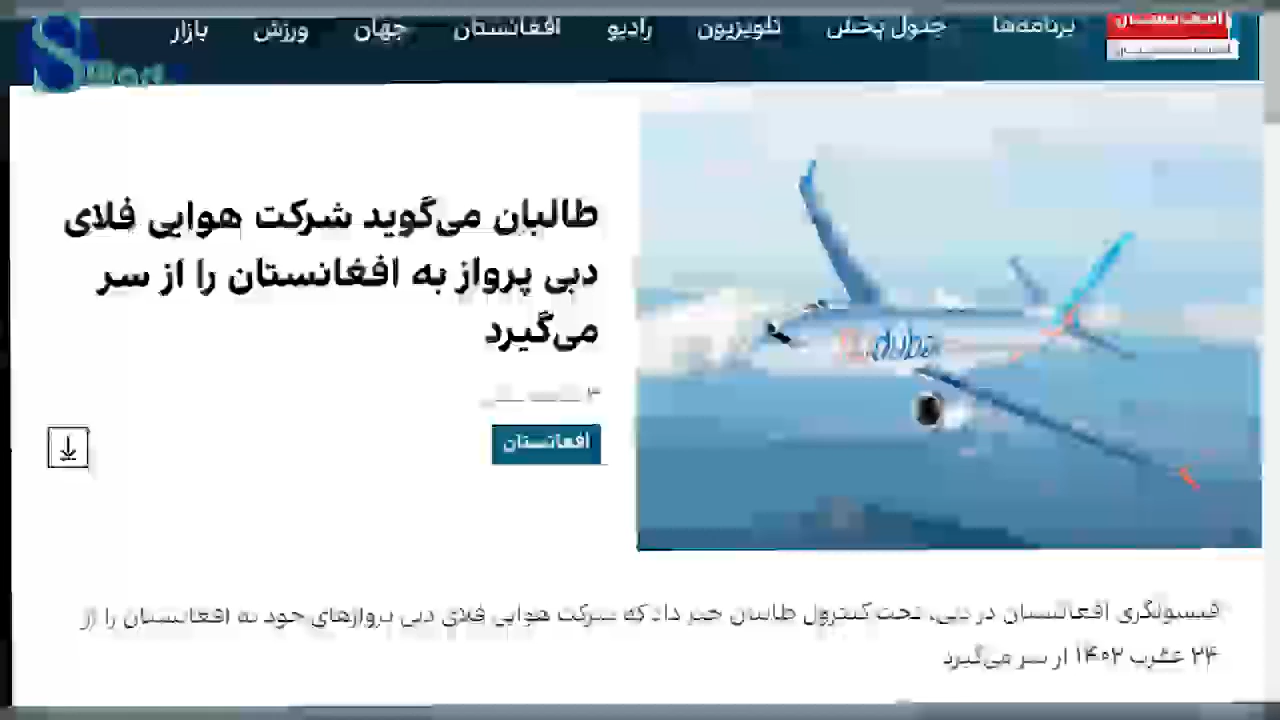 برنامه‌ها جدول پخش تلویزیون رادیو افغانستان جهان ورزش بازار
طالبان می‌گوید شرکت هوایی فلای
دبی پرواز به افغانستان را از سر
می‌گیرد
افغانستان
dubai
قونسولگری افغانستان در دبی، تحت کنترول طالبان خبر داد که شرکت هوایی فلای دبی پروازهای خود به افغانستان را از
۲۴ عقرب ۱۴۰۲ از سر می‌گیرد